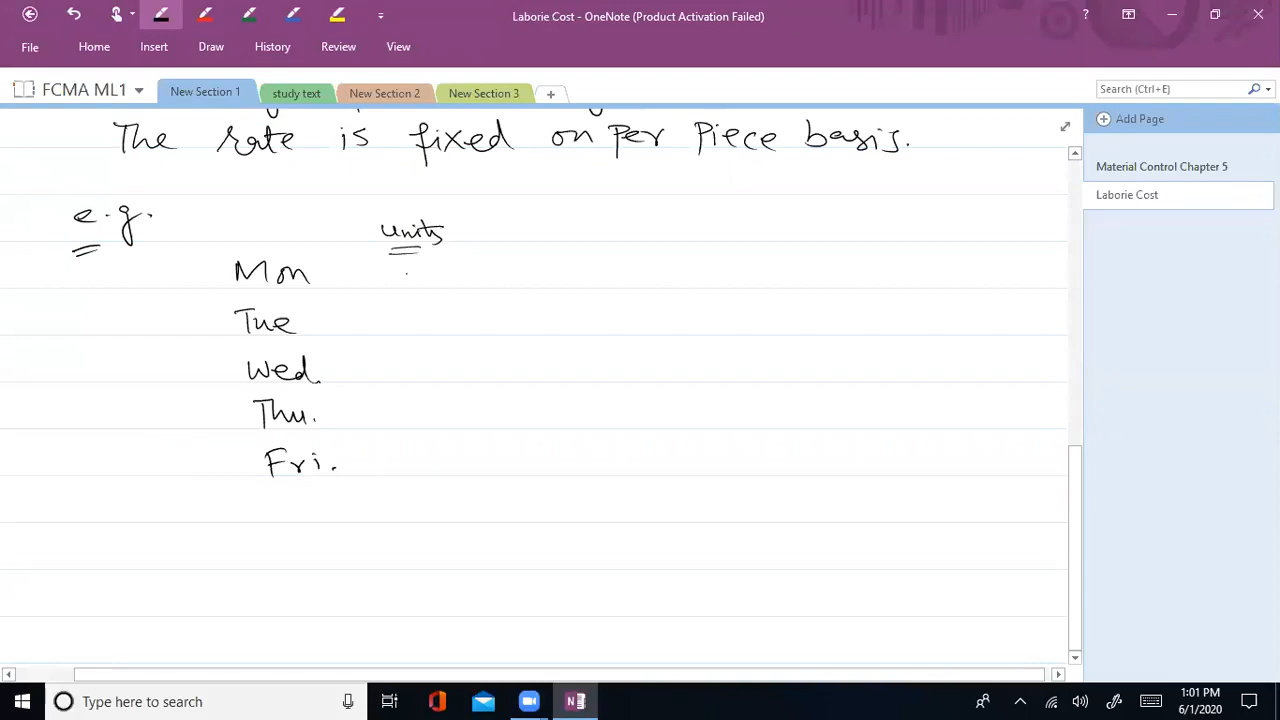 Laborie Cost - OneNote (Product Activation Failed)
?
File Home Insert Draw History Review View
FCMA ML1 New Section 1 study text New Section 2 New Section 3 + Search (Ctrl+E)
Add Page
Material Control Chapter 5
Laborie Cost
The rate is fixed on Per Piece basis.
e.g.
units
Mon
Tue
Wed.
Thu.
Fri.
Type here to search
1:01 PM
6/1/2020